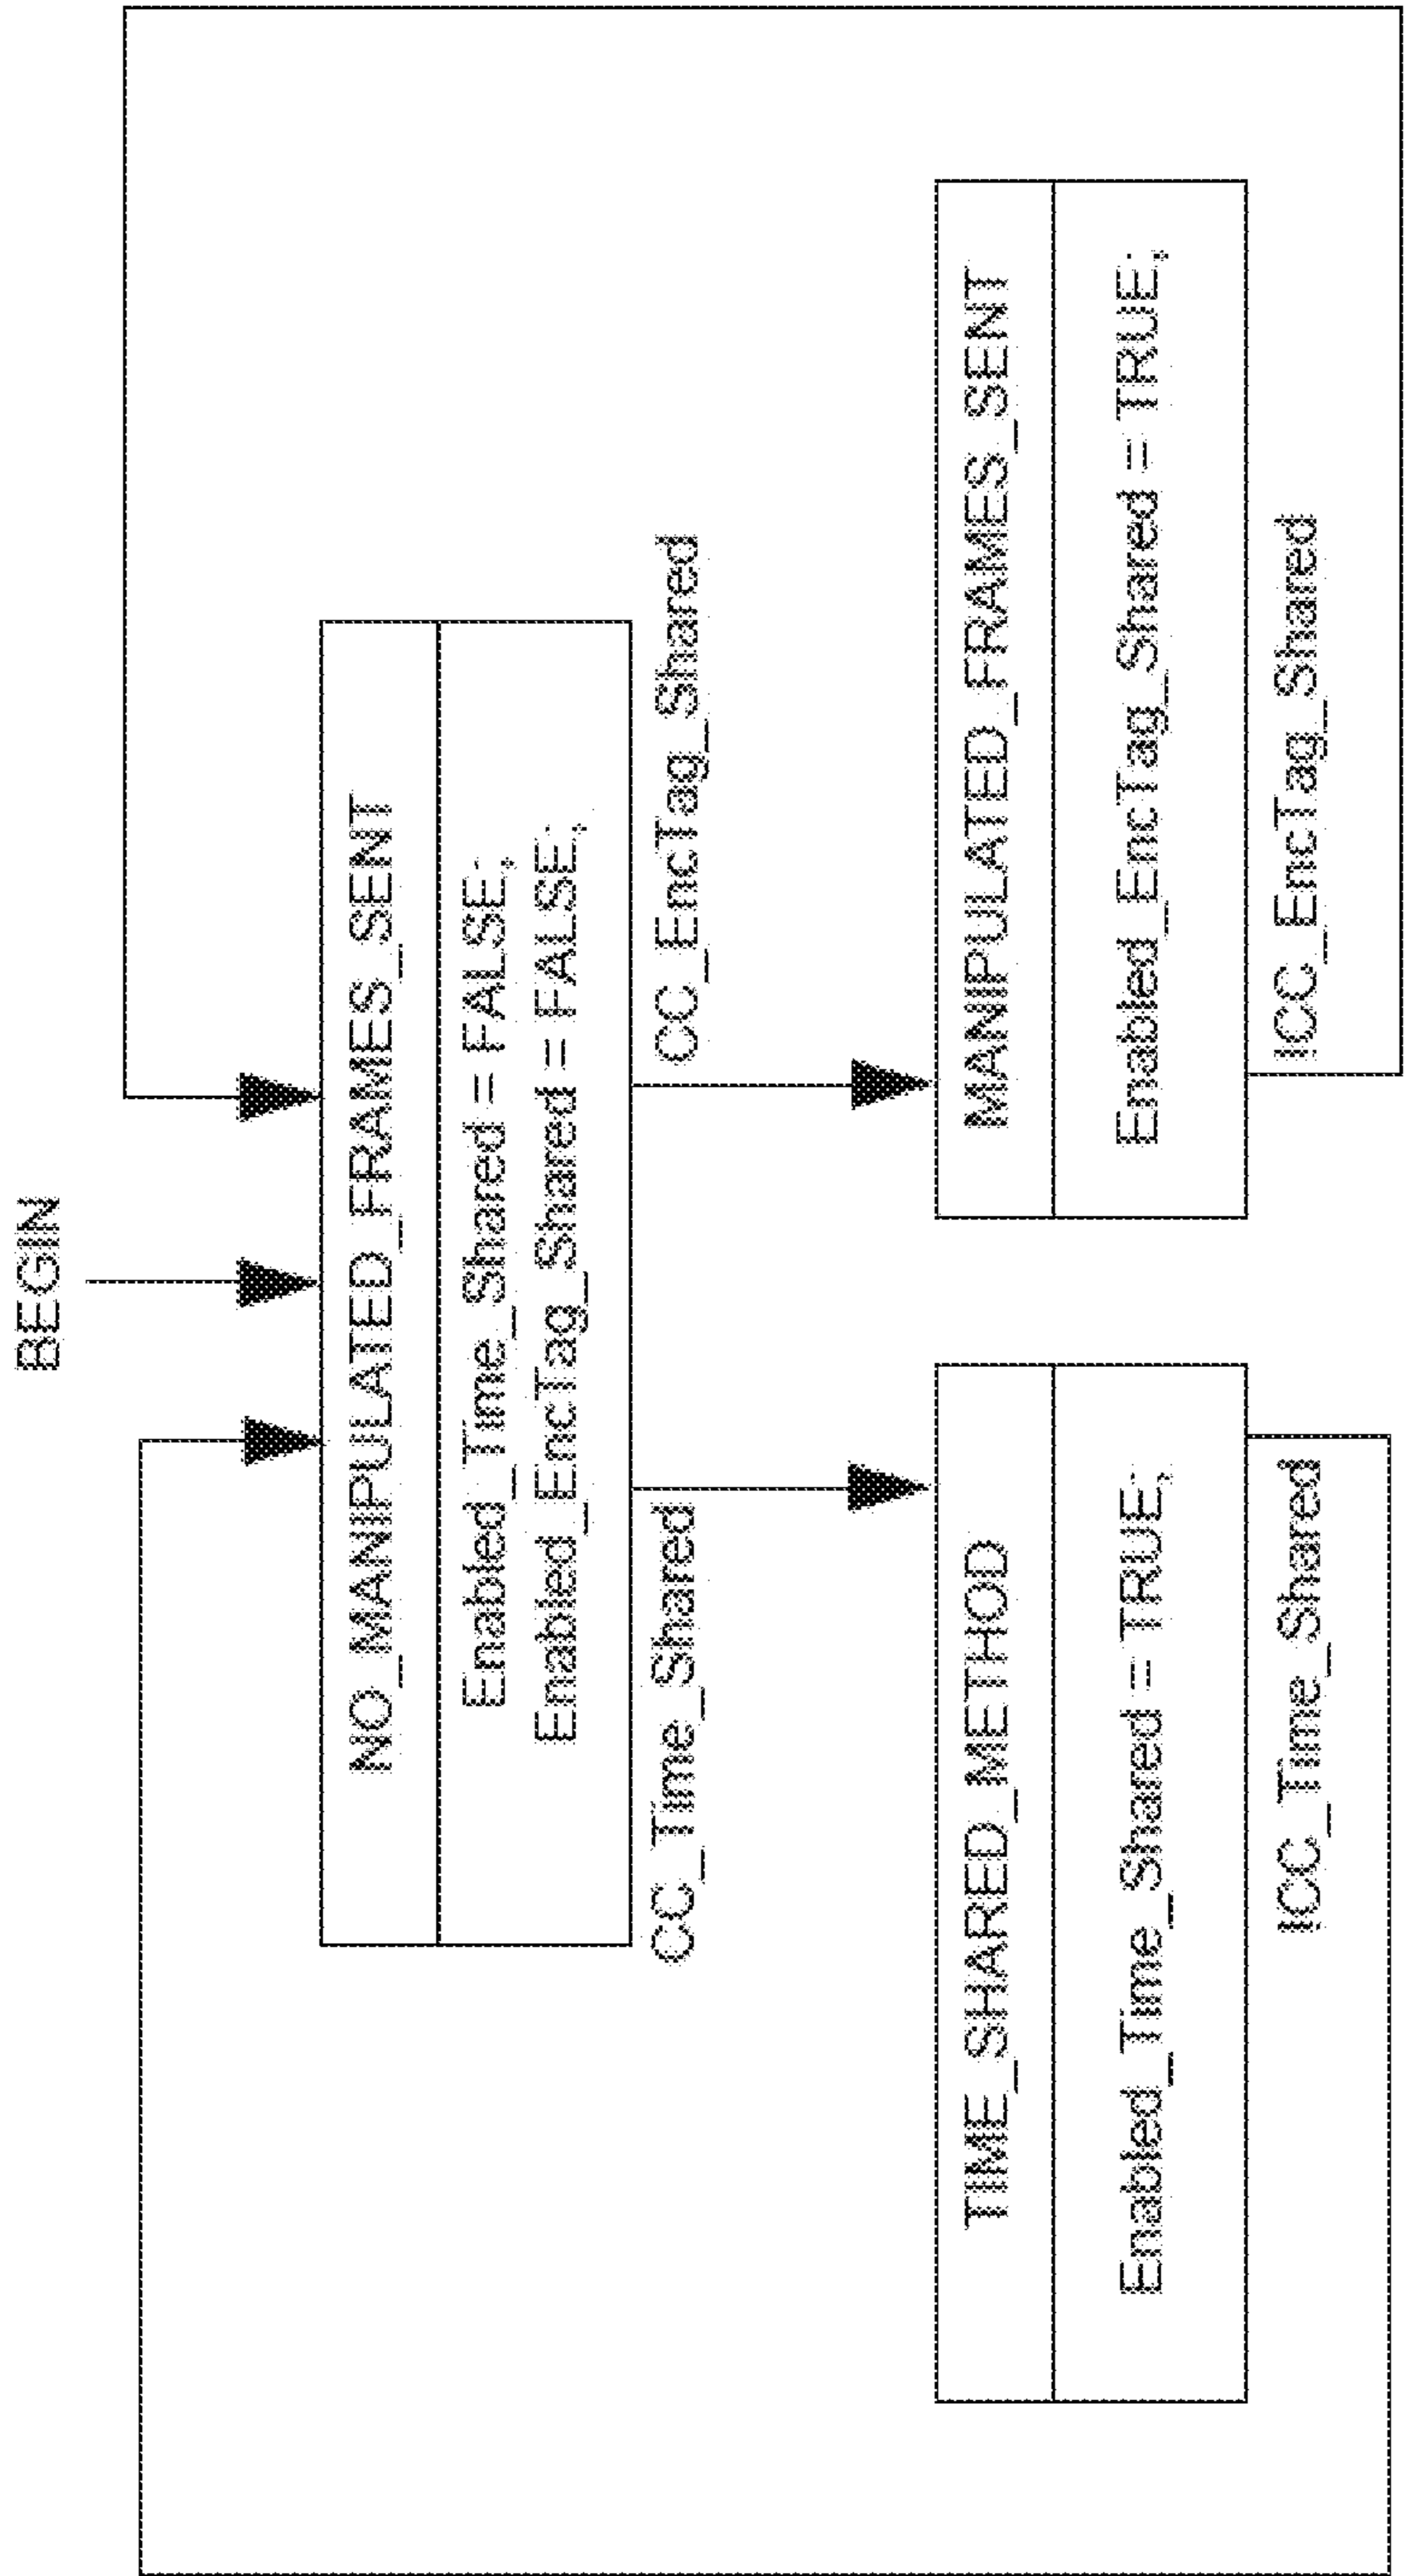 BEGIN
NO_MANIPULATED_FRAMES_SENT
Enabled_Time_Shared = FALSE;
Enabled_EncTag_Shared = FALSE;
CC_Time_Shared
CC_EncTag_Shared
TIME_SHARED_METHOD
Enabled_Time_Shared = TRUE;
ICC_Time_Shared
MANIPULATED_FRAMES_SENT
Enabled_EncTag_Shared = TRUE;
ICC_EncTag_Shared